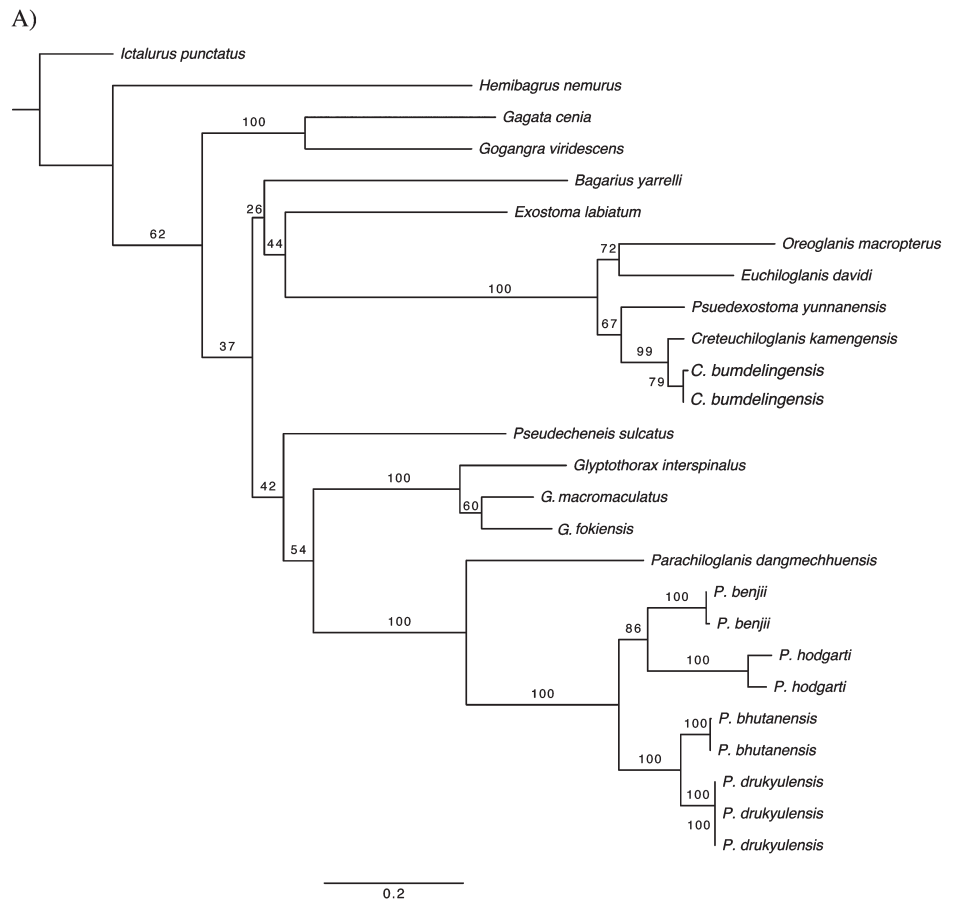 A)
Ictalurus punctatus
Hemibagrus nemurus
Gagata cenia
100
Gogangra viridescens
Bagarius yarrelli
26
Exostoma labiatum
62
44
Oreoglanis macropterus
72
Euchiloglanis davidi
100
Psuedexostoma yunnanensis
67
Creteuchiloglanis kamengensis
37
99
C. bumdelingensis
79
C. bumdelingensis
Pseudecheneis sulcatus
Glyptothorax interspinalus
100
42
G. macromaculatus
60
G. fokiensis
54
Parachiloglanis dangmechhuensis
P. benjii
100
P. benjii
100
86
P. hodgarti
100
P. hodgarti
100
P. bhutanensis
100
P. bhutanensis
100
P. drukyulensis
100
P. drukyulensis
100
P. drukyulensis
0.2